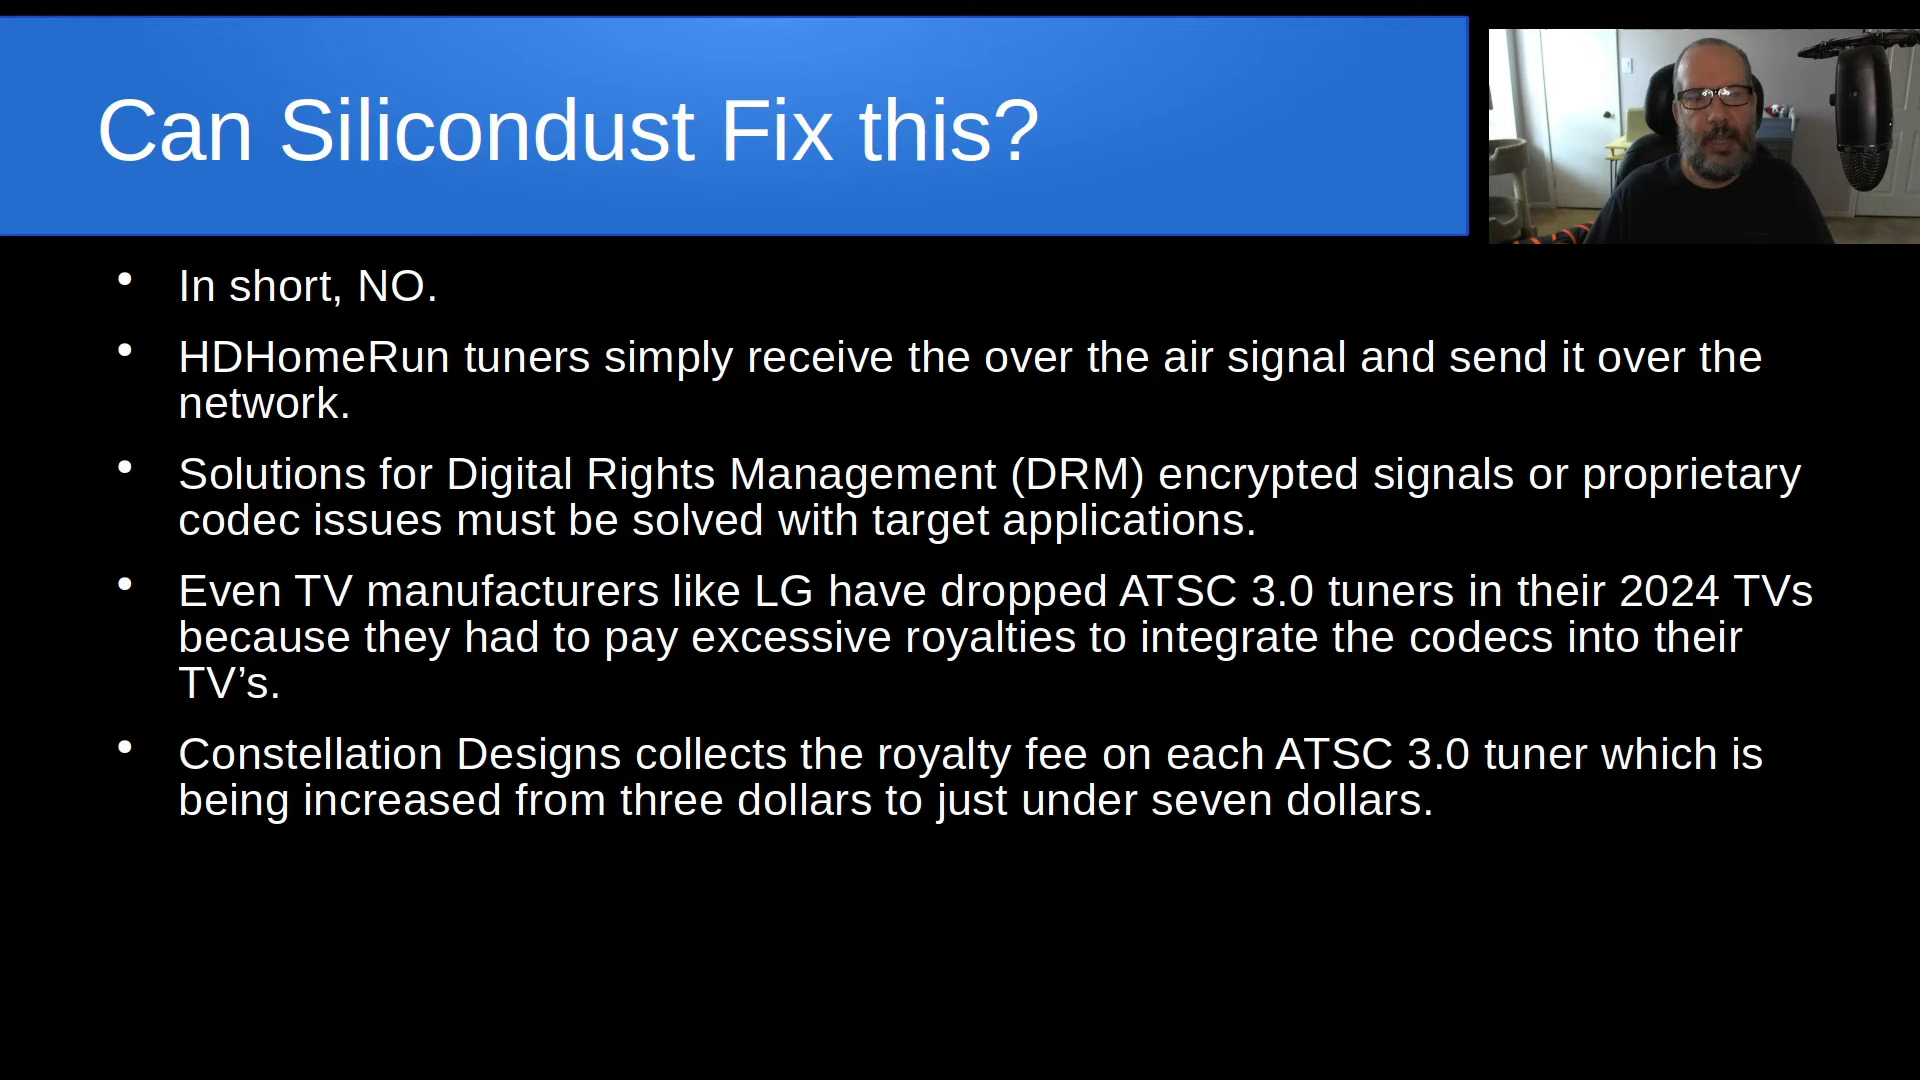 Can Silicondust Fix this?
• In short, NO.
• HDHomeRun tuners simply receive the over the air signal and send it over the
network.
• Solutions for Digital Rights Management (DRM) encrypted signals or proprietary
codec issues must be solved with target applications.
• Even TV manufacturers like LG have dropped ATSC 3.0 tuners in their 2024 TVs
because they had to pay excessive royalties to integrate the codecs into their
TV’s.
• Constellation Designs collects the royalty fee on each ATSC 3.0 tuner which is
being increased from three dollars to just under seven dollars.